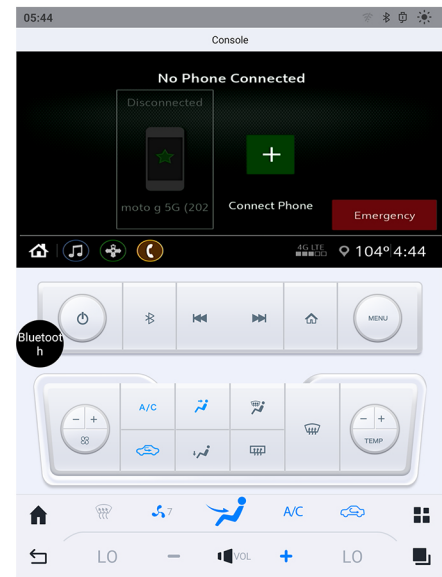 05:44
Console
No Phone Connected
Disconnected
moto g 5G (202
Connect Phone
Emergency
4G LTE
104° 4:44
MENU
Bluetoot
h
A/C
TEMP
7
A/C
LO
VOL
LO